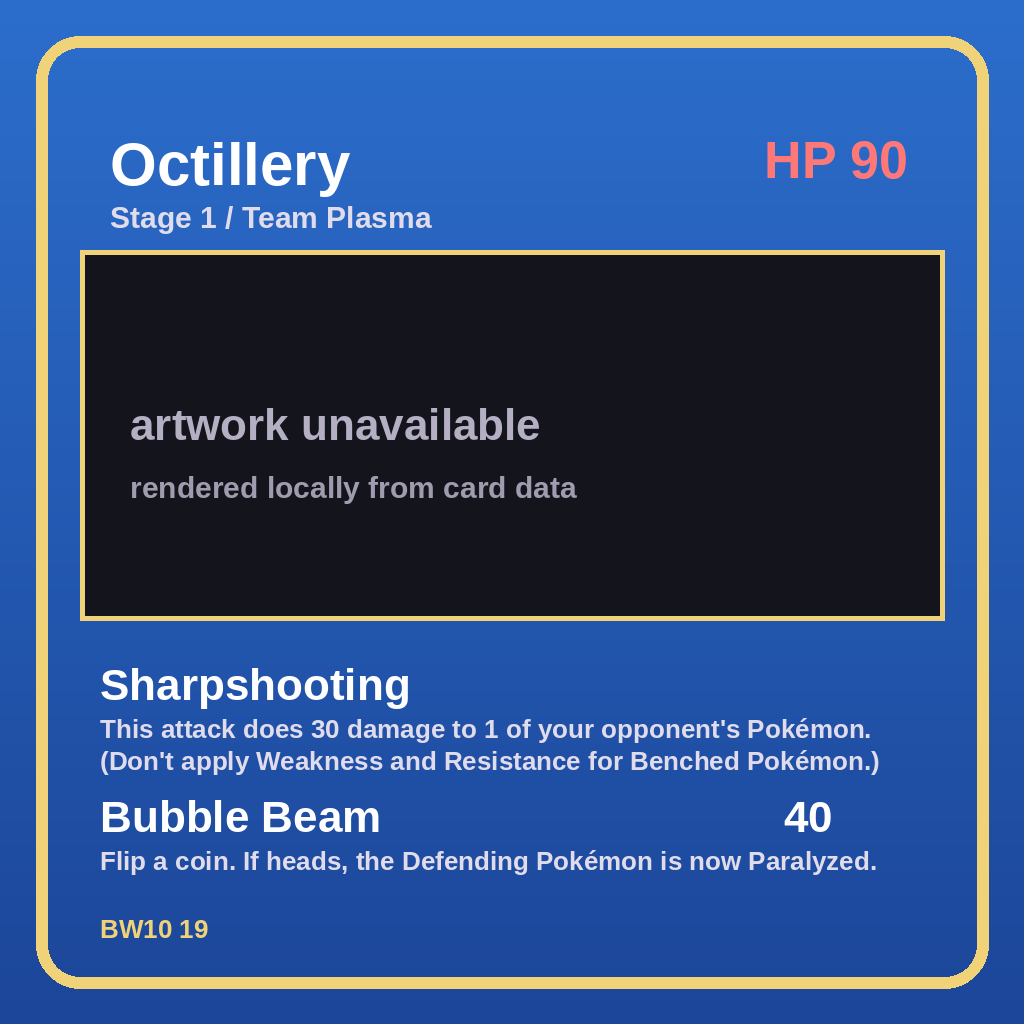 Octillery
HP 90
Stage 1 / Team Plasma
artwork unavailable
rendered locally from card data
Sharpshooting
This attack does 30 damage to 1 of your opponent's Pokémon.
(Don't apply Weakness and Resistance for Benched Pokémon.)
Bubble Beam 40
Flip a coin. If heads, the Defending Pokémon is now Paralyzed.
BW10 19